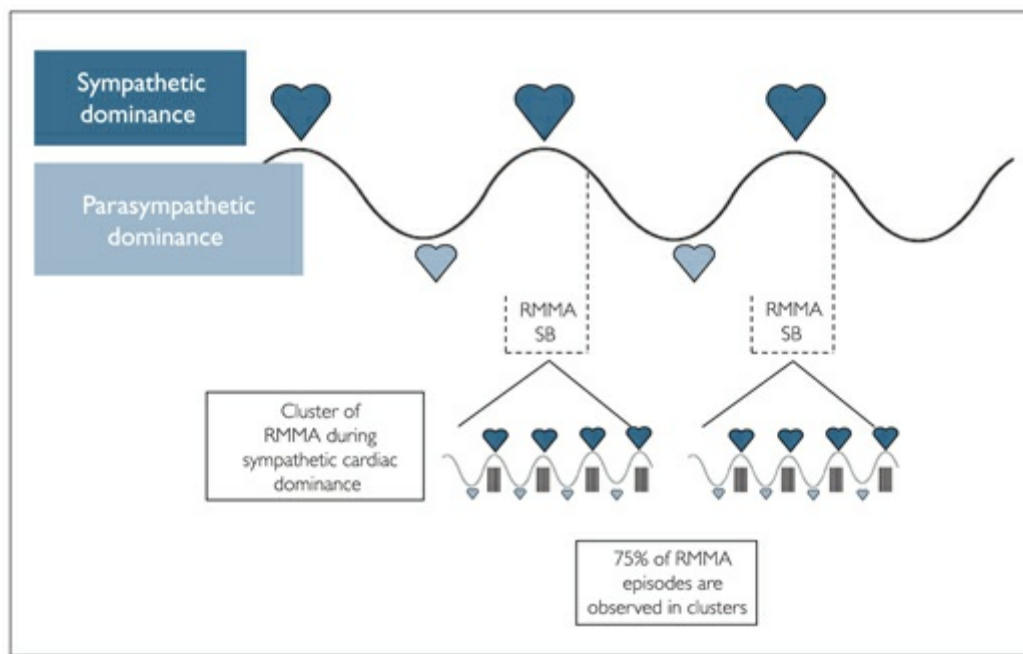 Sympathetic
dominance
Parasympathetic
dominance
RMMA
SB
RMMA
SB
Cluster of
RMMA during
sympathetic cardiac
dominance
75% of RMMA
episodes are
observed in clusters